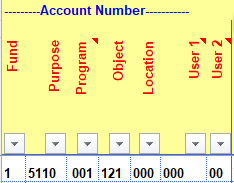 --------Account Number-----------
Fund Purpose Program Object Location User 1 User 2
1 5110 001 121 000 000 00